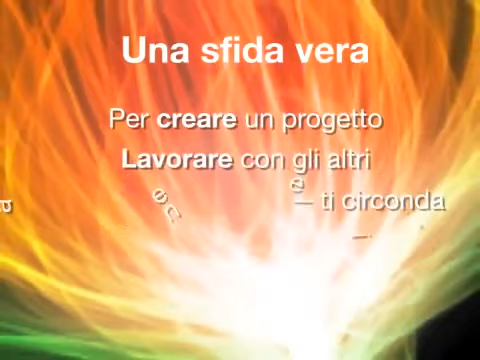 Una sfida vera
Per creare un progetto
Lavorare con gli altri
ti circonda